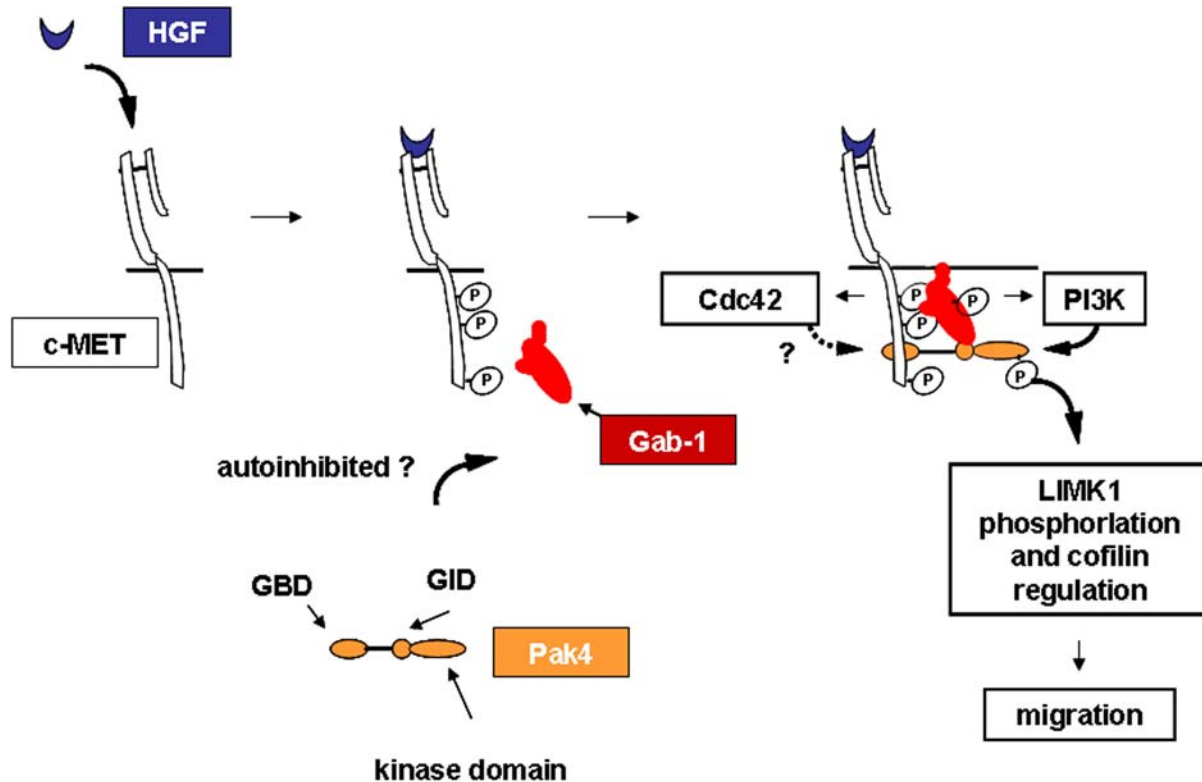 HGF
c-MET
P
P
P
Gab-1
autoinhibited ?
GBD
GID
Pak4
kinase domain
Cdc42
?
P
P
P
P
P
PI3K
LIMK1
phosphorlation
and cofilin
regulation
migration